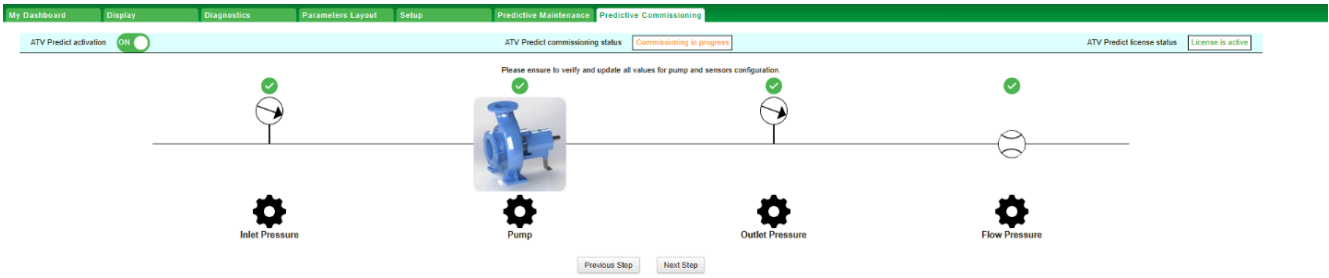 My Dashboard Display Diagnostics Parameters Layout Setup Predictive Maintenance Predictive Commissioning
ATV Predict activation ON ATV Predict commissioning status Commissioning in progress ATV Predict license status License is active
Please ensure to verify and update all values for pump and sensors configuration.
Inlet Pressure Pump Outlet Pressure Flow Pressure
Previous Step Next Step